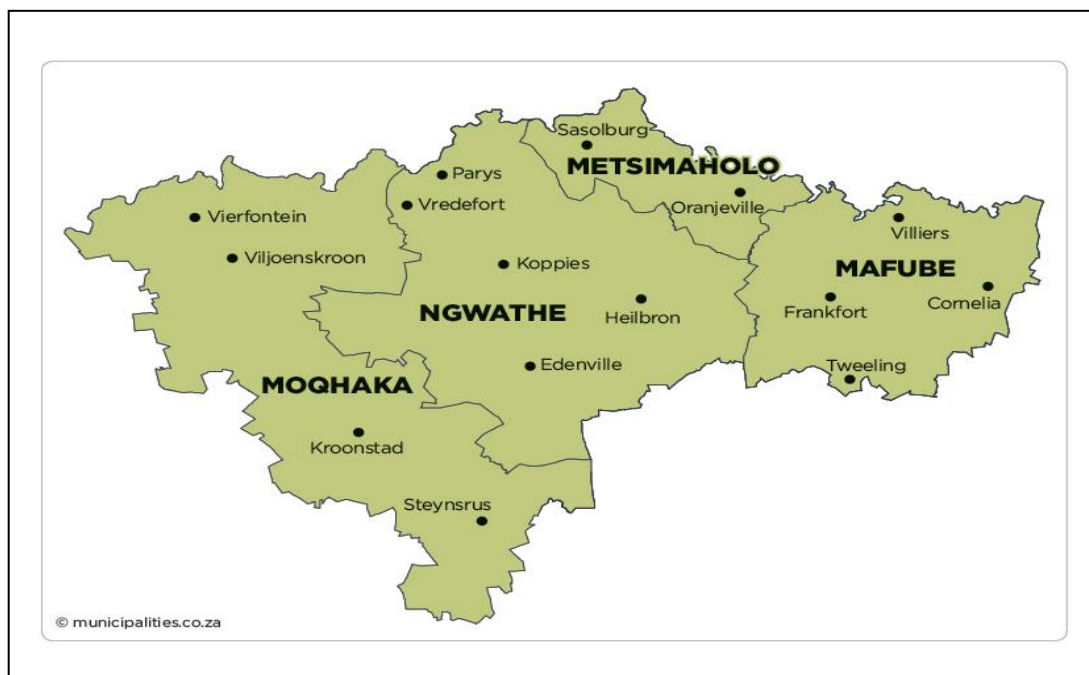 Sasolburg
METSIMAHOLO
Parys
Oranjeville
Vredefort
Vierfontein
Villiers
Viljoenskroon
Koppies
MAFUBE
Cornelia
NGWATHE
Heilbron
Frankfort
Edenville
Tweeling
MOQHAKA
Kroonstad
Steynsrus
© municipalities.co.za